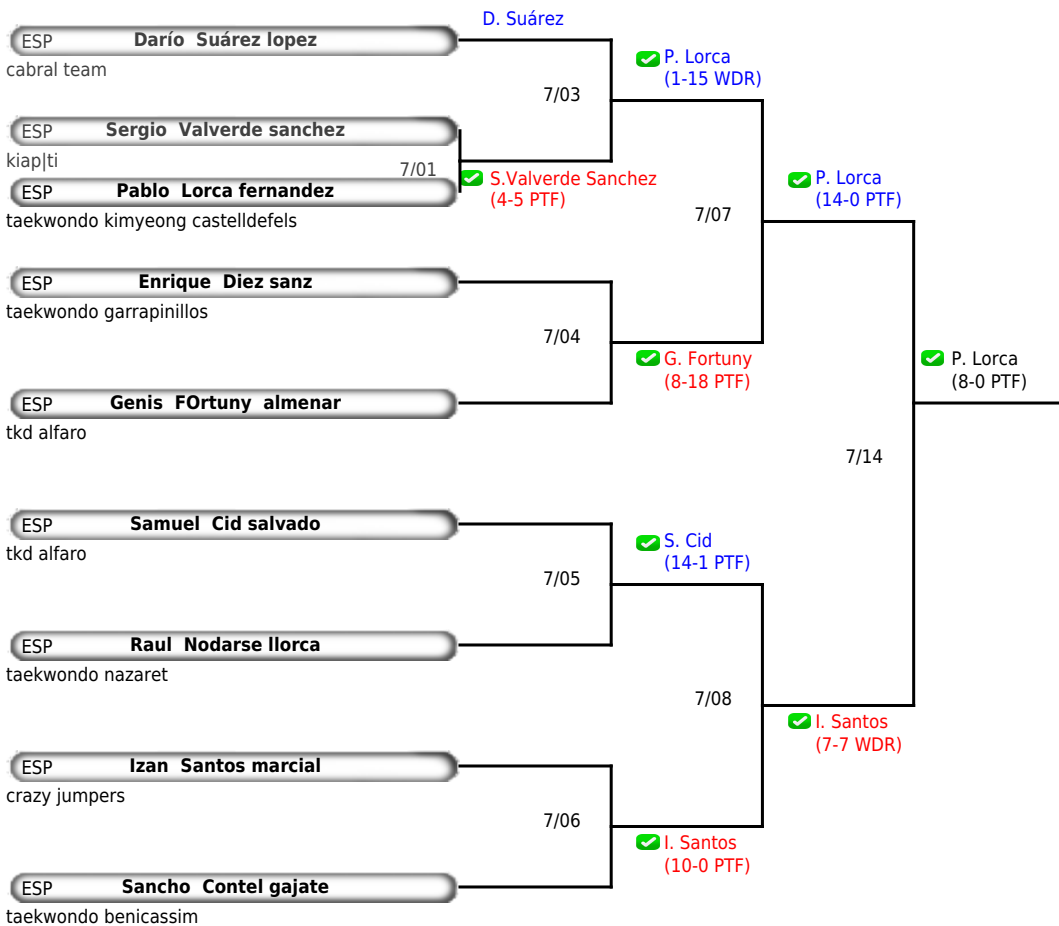 D. Suárez
ESP Darío Suárez lopez
cabral team
P. Lorca
(1-15 WDR)
7/03
ESP Sergio Valverde sanchez
kiap|ti
7/01
S.Valverde Sanchez
(4-5 PTF)
ESP Pablo Lorca fernandez
taekwondo kimyeong castelldefels
P. Lorca
(14-0 PTF)
7/07
ESP Enrique Diez sanz
taekwondo garrapinillos
7/04
G. Fortuny
(8-18 PTF)
P. Lorca
(8-0 PTF)
ESP Genis FOrtuny almenar
tkd alfaro
7/14
ESP Samuel Cid salvado
tkd alfaro
S. Cid
(14-1 PTF)
7/05
ESP Raul Nodarse llorca
taekwondo nazaret
7/08
I. Santos
(7-7 WDR)
ESP Izan Santos marcial
crazy jumpers
7/06
I. Santos
(10-0 PTF)
ESP Sancho Contel gajate
taekwondo benicassim